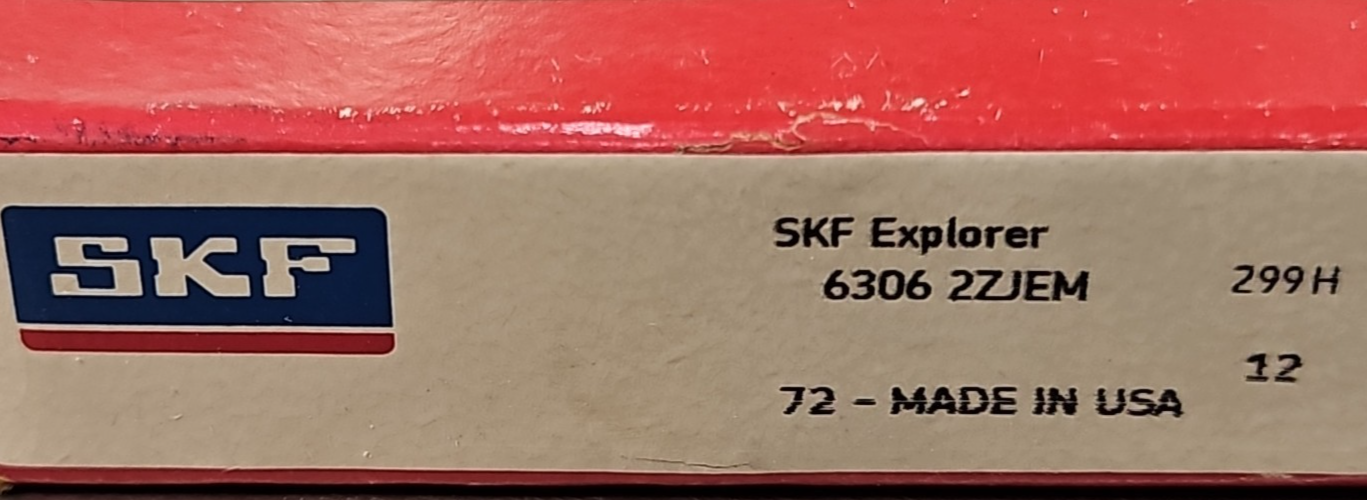 SKF
SKF Explorer
6306 2ZJEM
299H
12
72 - MADE IN USA